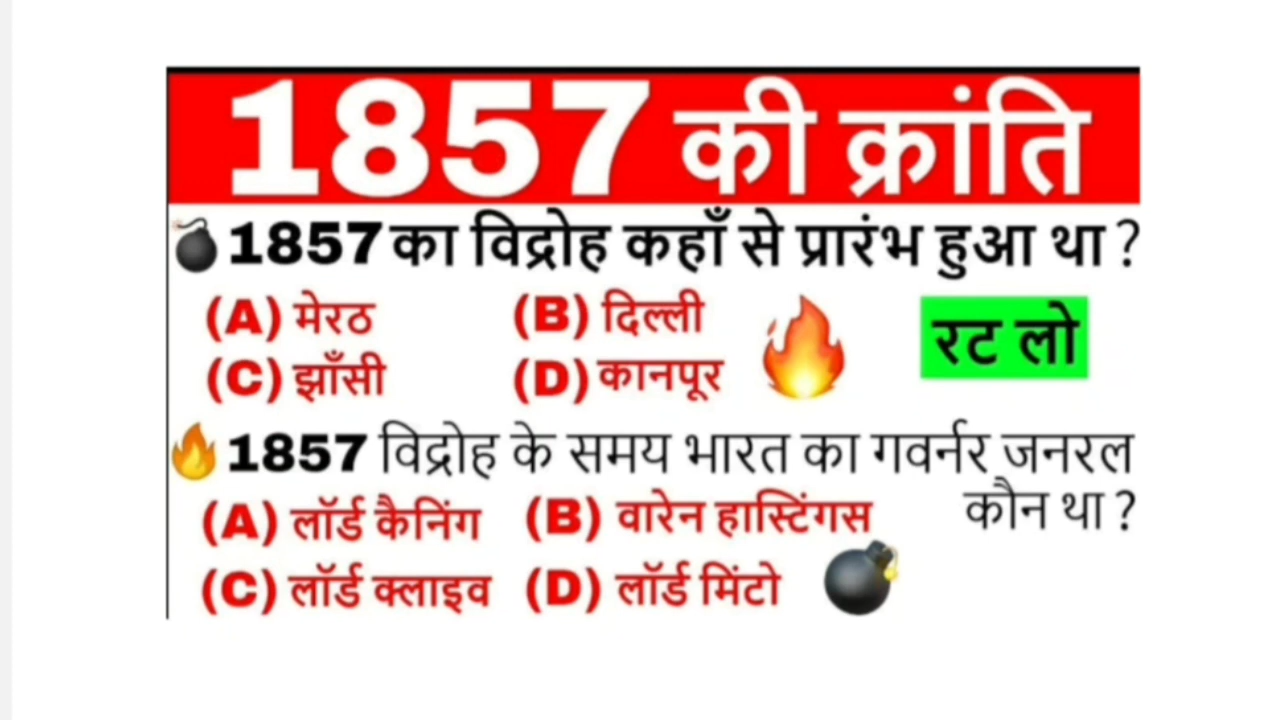 1857 की क्रांति
1857 का विद्रोह कहाँ से प्रारंभ हुआ था ?
(A) मेरठ (B) दिल्ली
रट लो
(C) झाँसी (D) कानपूर
1857 विद्रोह के समय भारत का गवर्नर जनरल
कौन था ?
(A) लॉर्ड कैनिंग (B) वारेन हास्टिंगस
(C) लॉर्ड क्लाइव (D) लॉर्ड मिंटो